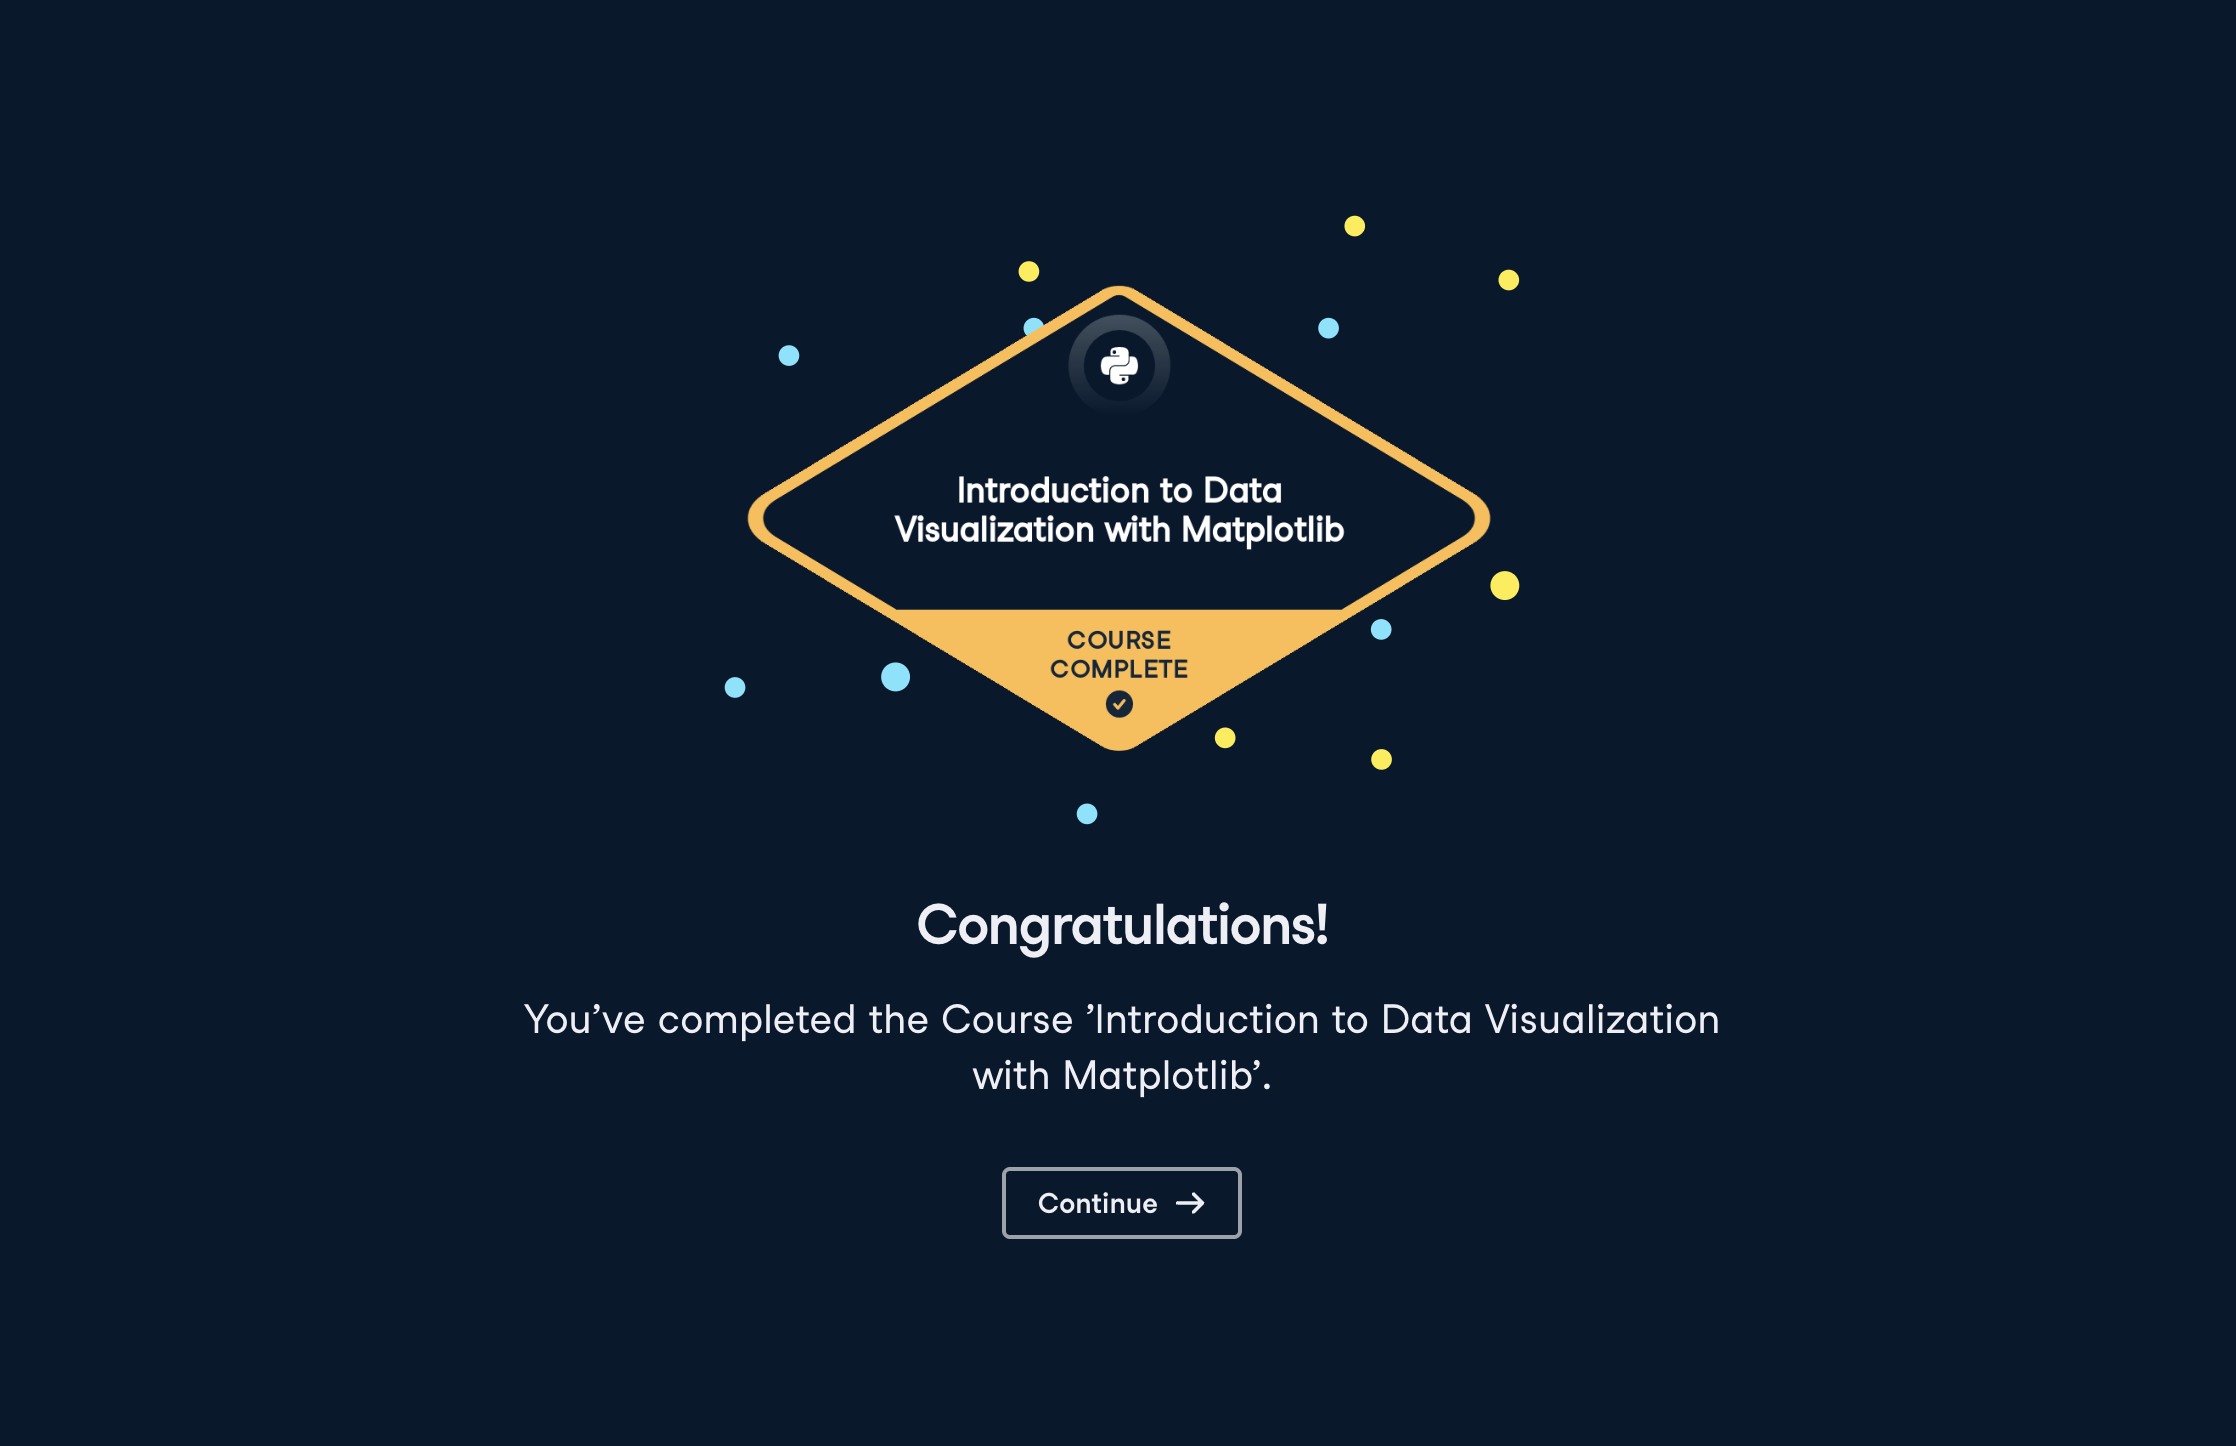 Introduction to Data
Visualization with Matplotlib
COURSE
COMPLETE
Congratulations!
You’ve completed the Course ’Introduction to Data Visualization
with Matplotlib’.
Continue